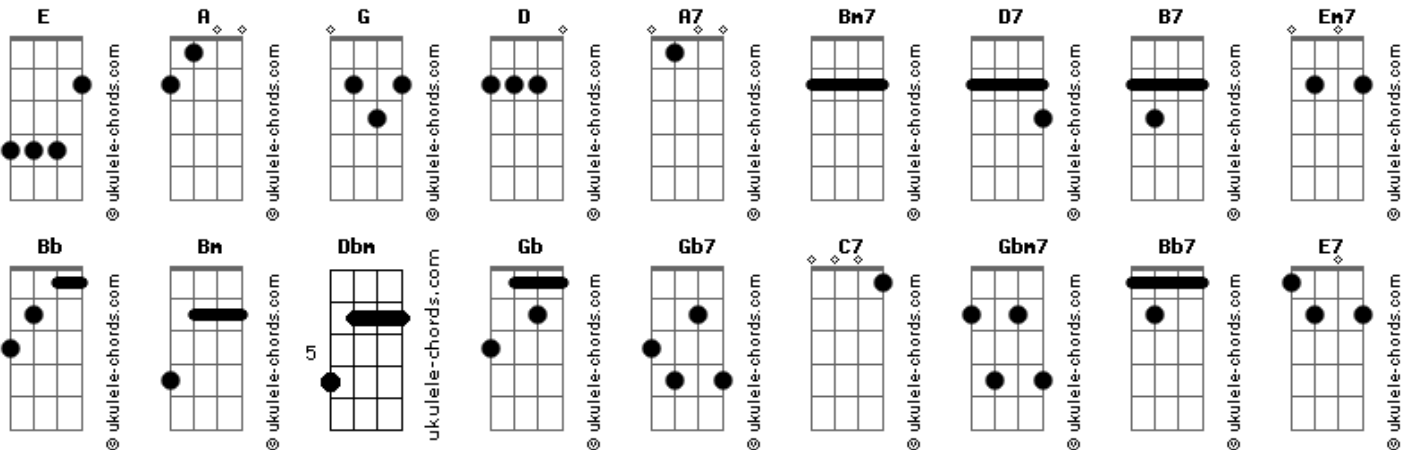 E A G D A7 Bm7 D7 B7 Em7
© ukulele-chords.com © ukulele-chords.com © ukulele-chords.com © ukulele-chords.com © ukulele-chords.com © ukulele-chords.com © ukulele-chords.com © ukulele-chords.com © ukulele-chords.com
Bb Bm Dbm Gb Gb7 C7 Gbm7 Bb7 E7
5
© ukulele-chords.com © ukulele-chords.com ukulele-chords.com © ukulele-chords.com © ukulele-chords.com © ukulele-chords.com © ukulele-chords.com © ukulele-chords.com © ukulele-chords.com